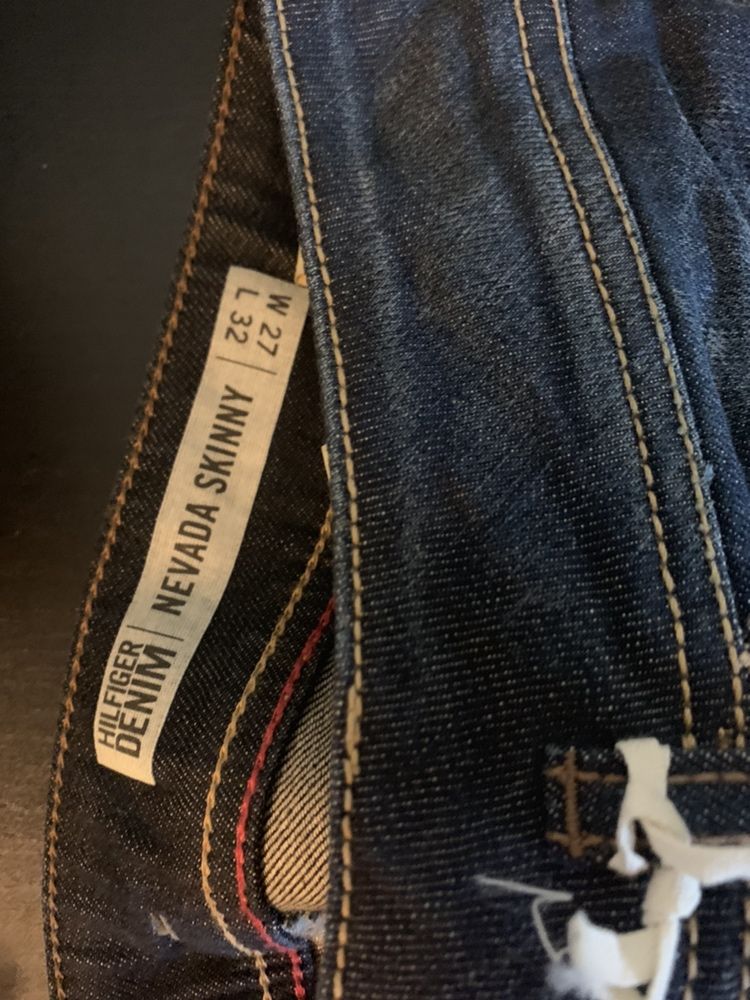 HILFIGER
DENIM
NEVADA SKINNY
W 27
L 32